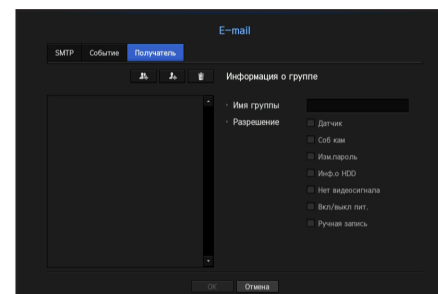 E-mail
SMTP Событие Получатель
Информация о группе
Имя группы
Разрешение
Датчик
Соб кам
Изм.пароль
Инф.о HDD
Нет видеосигнала
Вкл/выкл пит.
Ручная запись
OK Отмена